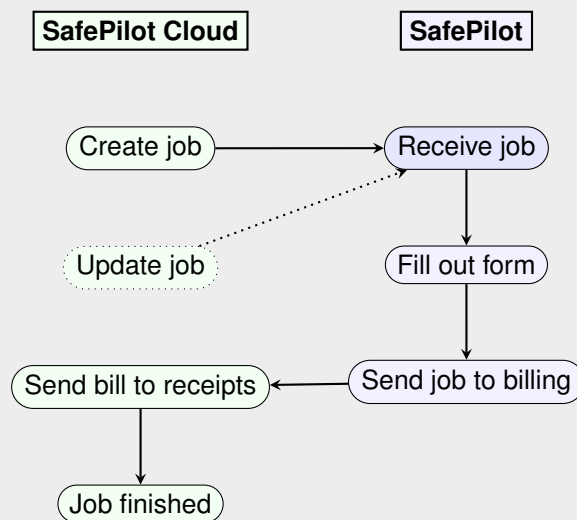 SafePilot Cloud
SafePilot
Create job
Receive job
Update job
Fill out form
Send bill to receipts
Send job to billing
Job finished